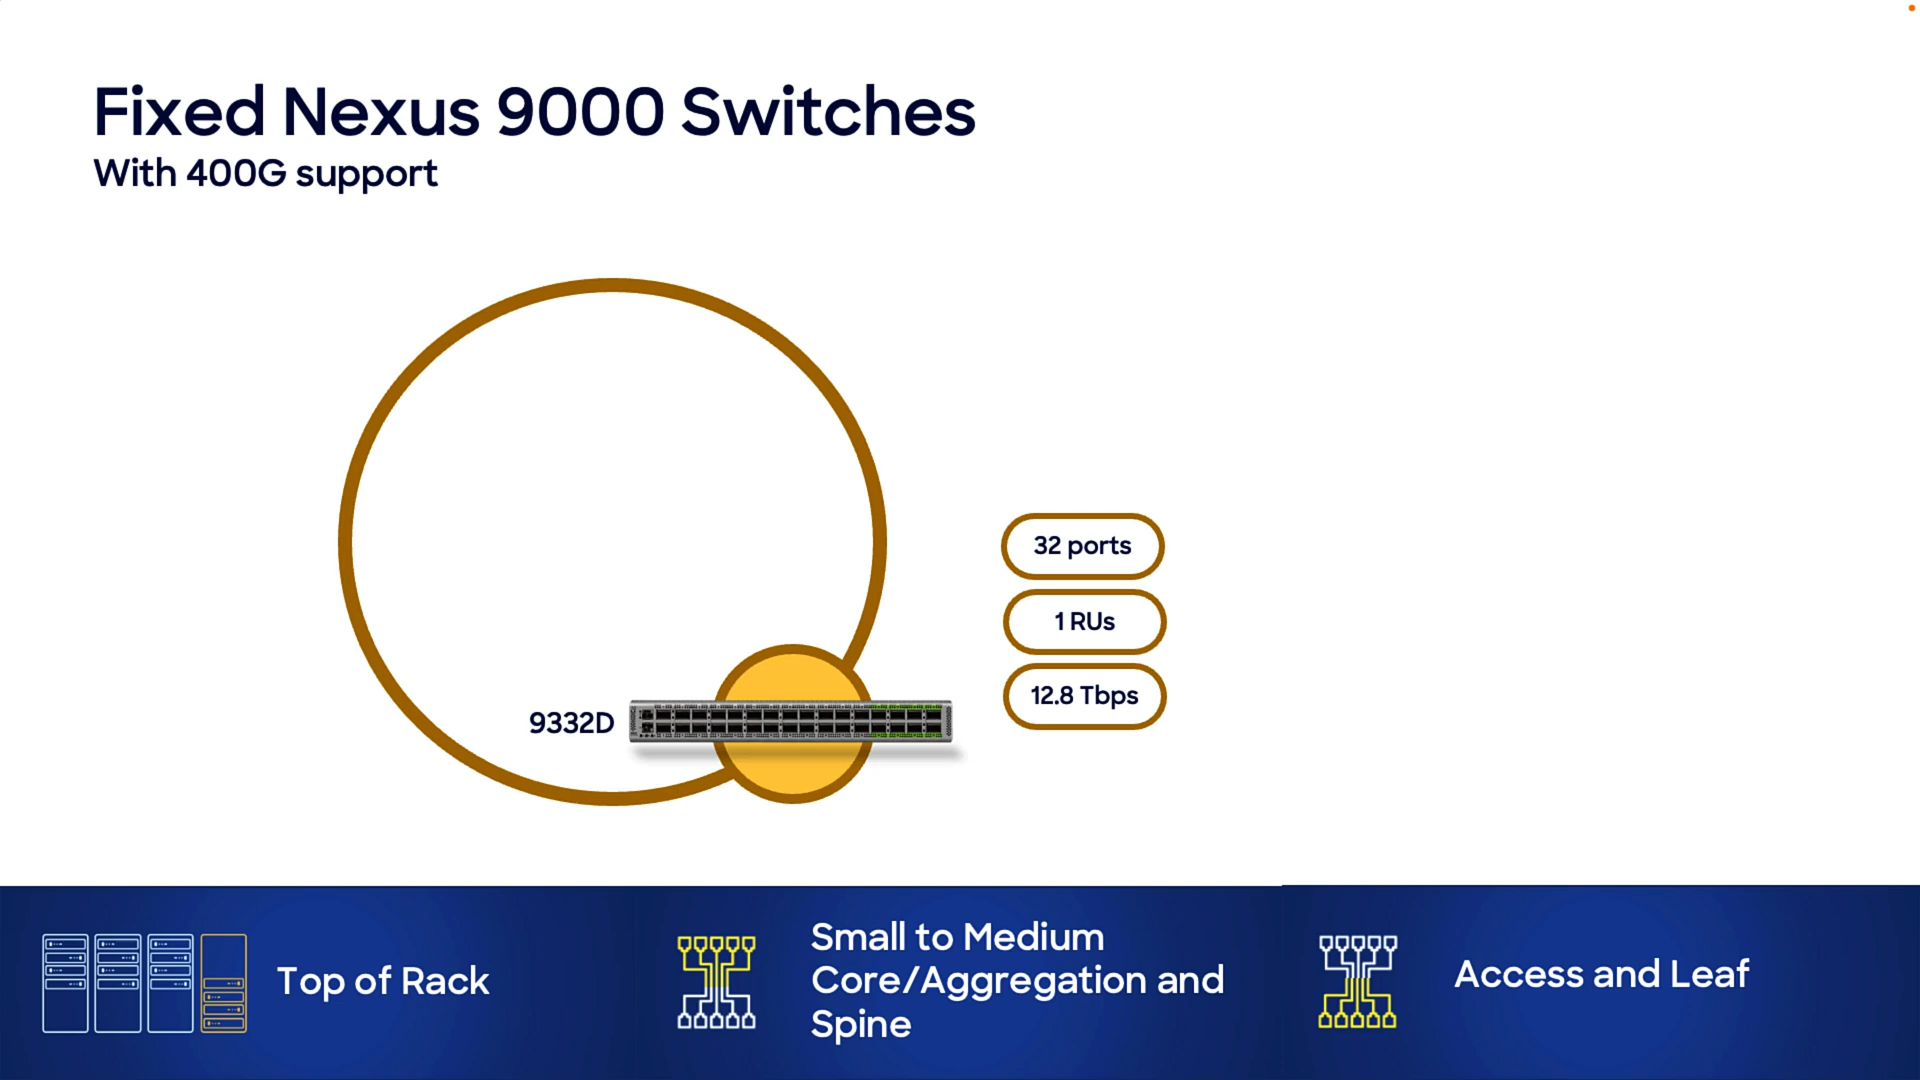 Fixed Nexus 9000 Switches
With 400G support
32 ports
1 RUs
12.8 Tbps
9332D
Top of Rack
Small to Medium
Core/Aggregation and
Spine
Access and Leaf